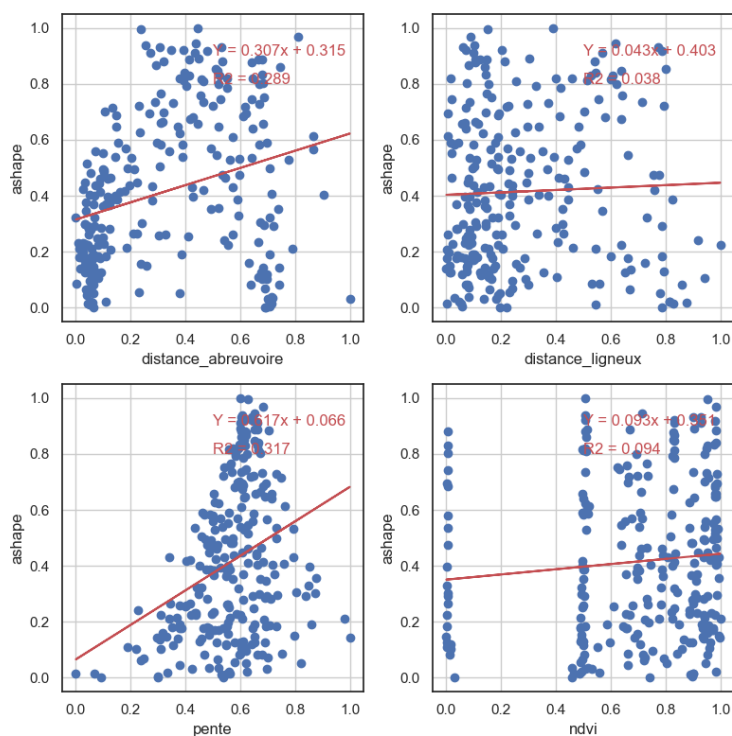 1.0
0.8
0.6
0.4
0.2
0.0
ashape
Y = 0.307x + 0.315
R2 = 0.289
0.0 0.2 0.4 0.6 0.8 1.0
distance_abreuvoire
1.0
0.8
0.6
0.4
0.2
0.0
ashape
Y = 0.043x + 0.403
R2 = 0.038
0.0 0.2 0.4 0.6 0.8 1.0
distance_ligneux
1.0
0.8
0.6
0.4
0.2
0.0
ashape
Y = 0.617x + 0.066
R2 = 0.317
0.0 0.2 0.4 0.6 0.8 1.0
pente
1.0
0.8
0.6
0.4
0.2
0.0
ashape
Y = 0.093x + 0.351
R2 = 0.094
0.0 0.2 0.4 0.6 0.8 1.0
ndvi